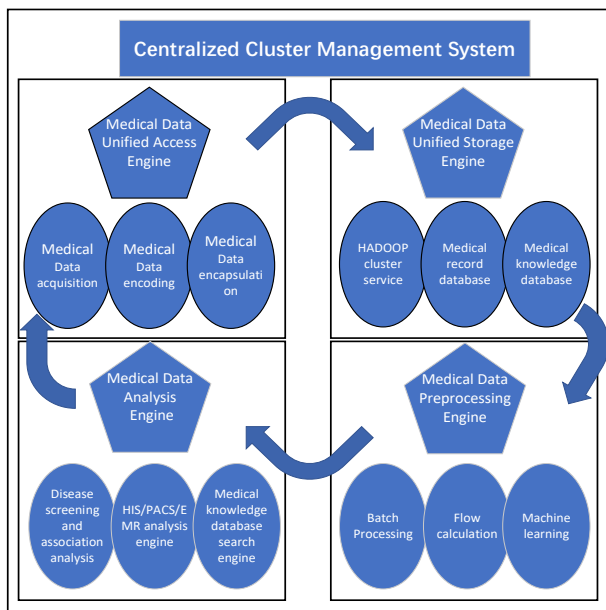 Centralized Cluster Management System
Medical Data
Unified Access
Engine
Medical Data
Unified Storage
Engine
Medical
Data
acquisition
Medical
Data
encoding
Medical
Data
encapsulati
on
HADOOP
cluster
service
Medical
record
database
Medical
knowledge
database
Medical Data
Analysis
Engine
Medical Data
Preprocessing
Engine
Disease
screening
and
association
analysis
HIS/PACS/E
MR analysis
engine
Medical
knowledge
database
search
engine
Batch
Processing
Flow
calculation
Machine
learning